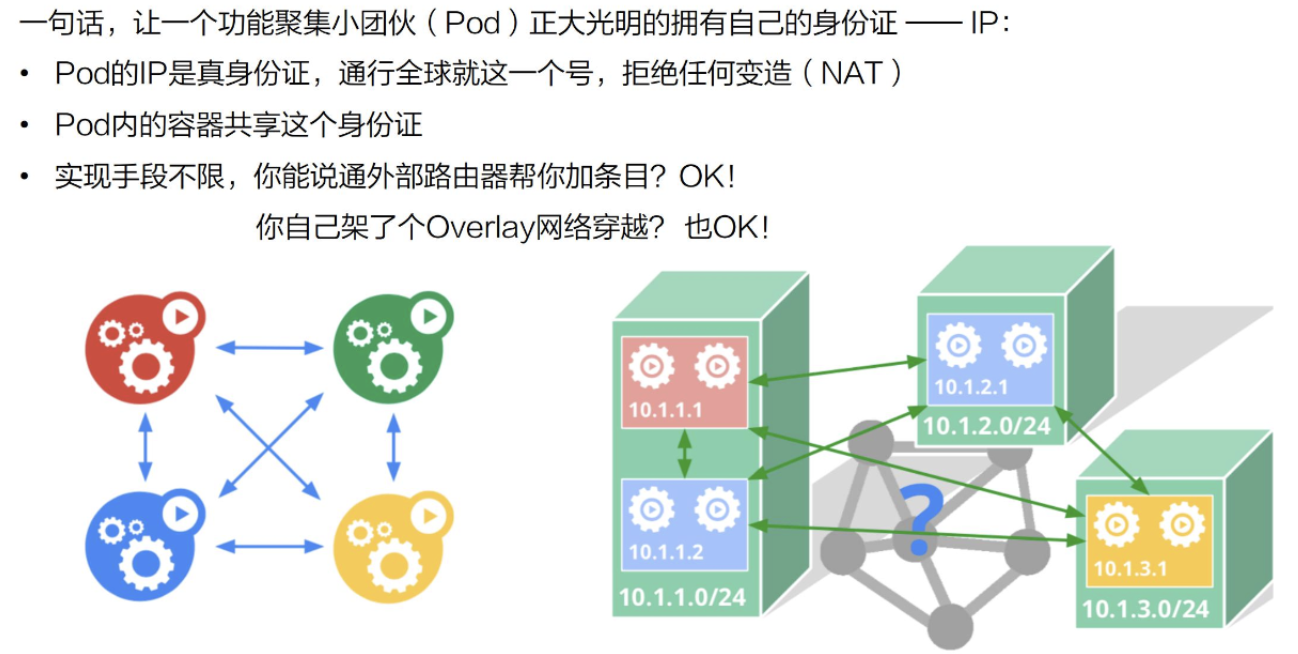 一句话，让一个功能聚集小团伙（Pod）正大光明的拥有自己的身份证 —— IP：
• Pod的IP是真身份证，通行全球就这一个号，拒绝任何变造（NAT）
• Pod内的容器共享这个身份证
• 实现手段不限，你能说通外部路由器帮你加条目？OK！
你自己架了个Overlay网络穿越？ 也OK！
10.1.1.1
10.1.1.2
10.1.1.0/24
10.1.2.1
10.1.2.0/24
?
10.1.3.1
10.1.3.0/24